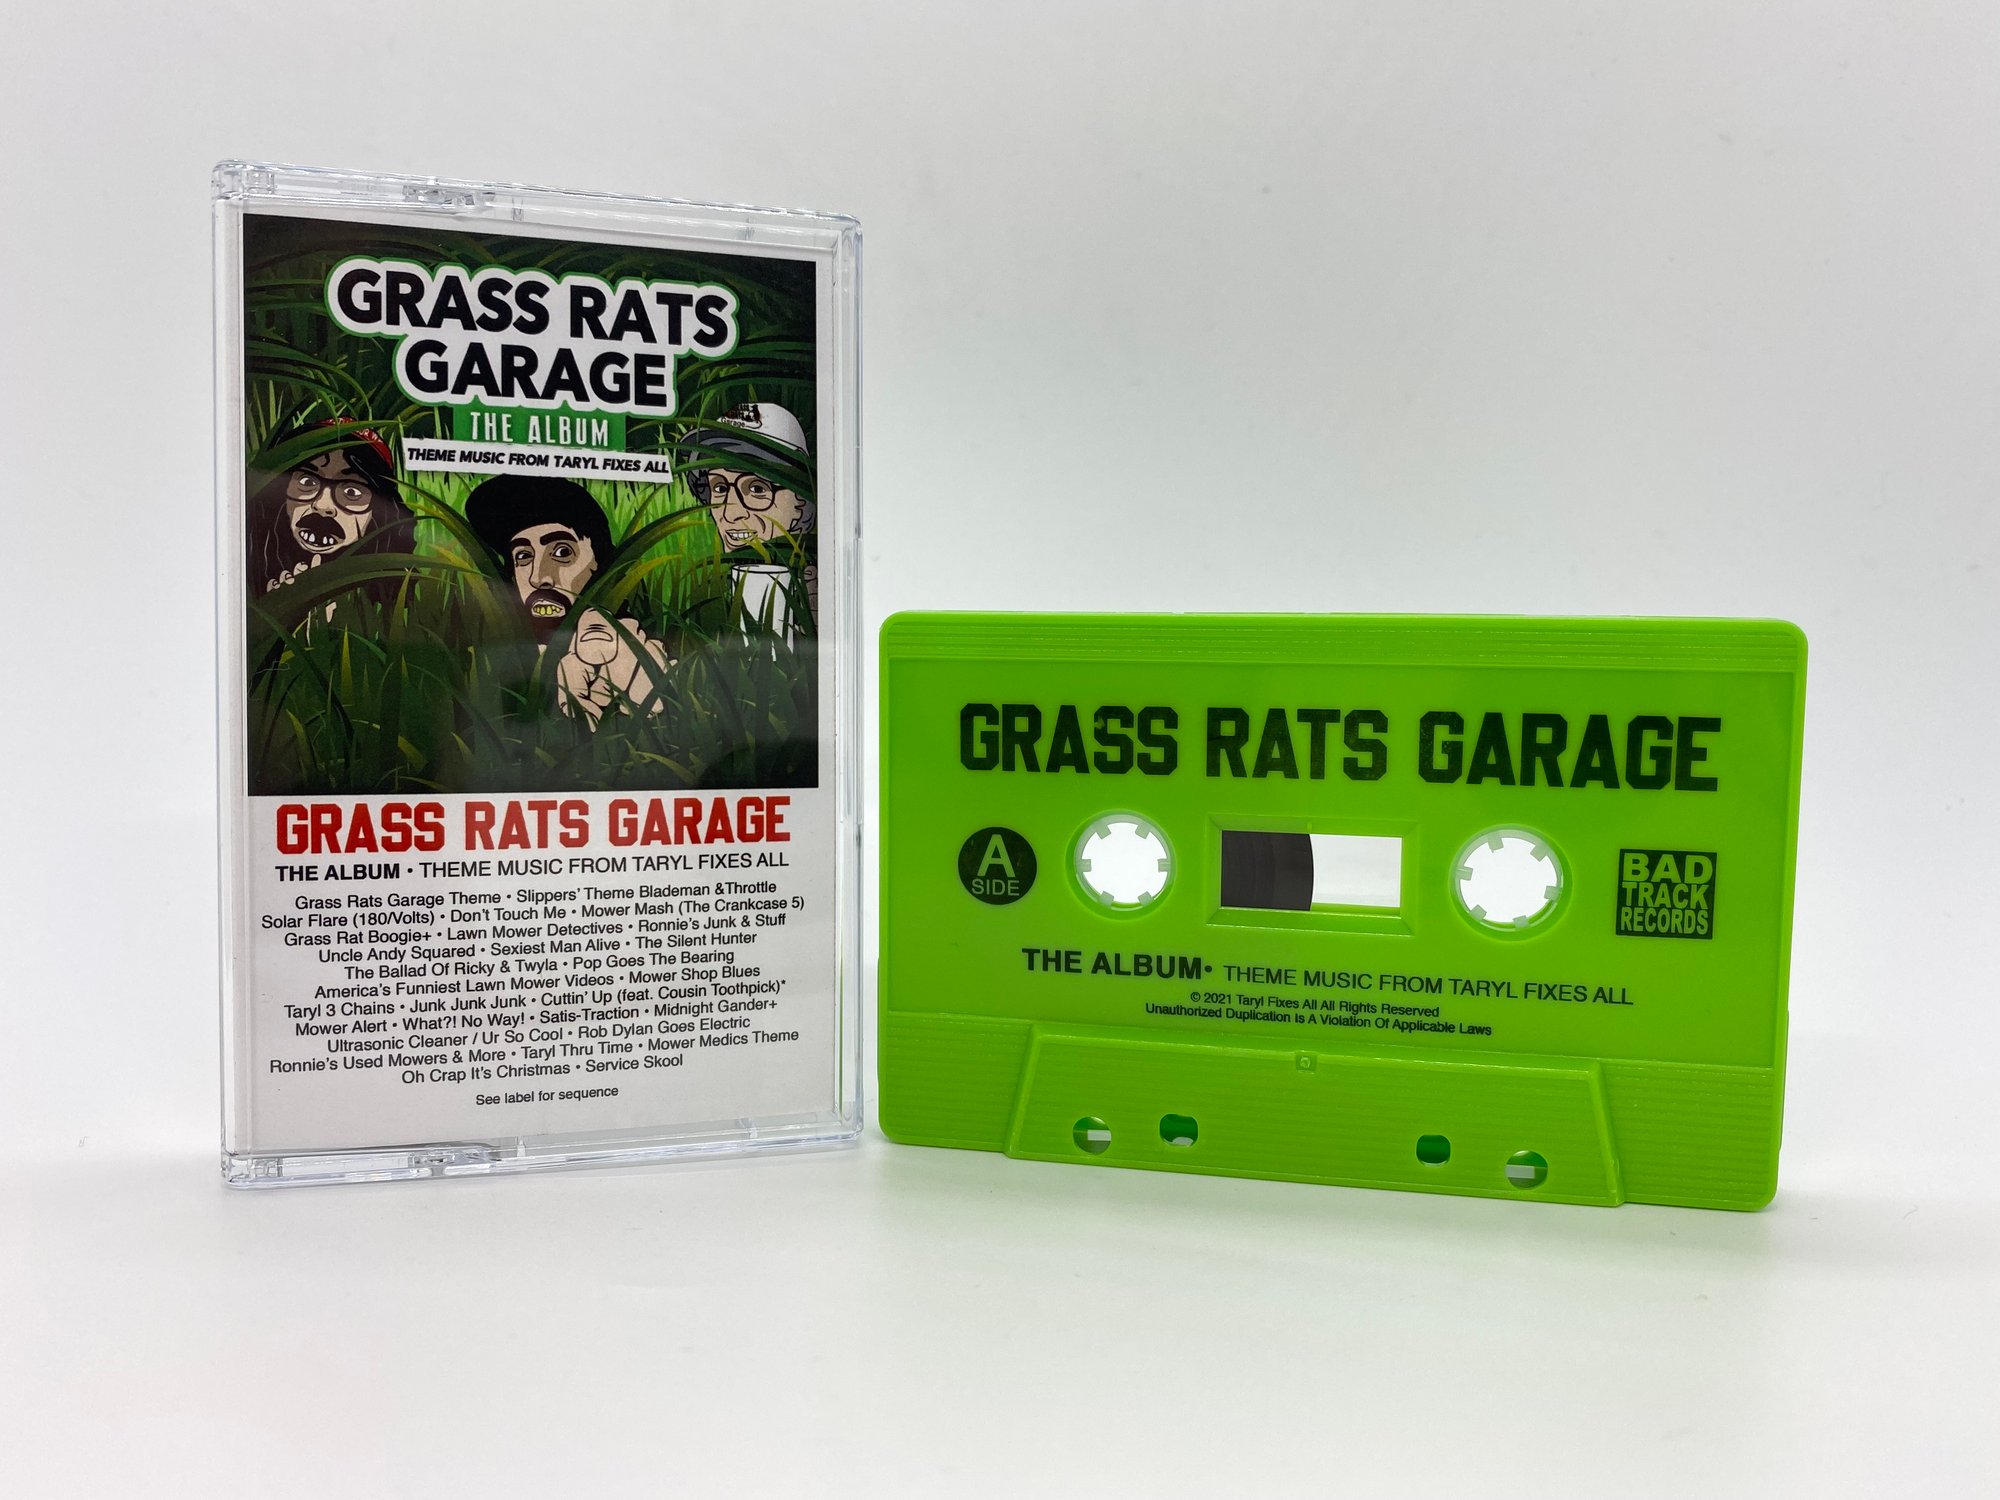 GRASS RATS
GARAGE
THE ALBUM
THEME MUSIC FROM TARYL FIXES ALL
Garage
GRASS RATS GARAGE
THE ALBUM • THEME MUSIC FROM TARYL FIXES ALL
Grass Rats Garage Theme • Slippers' Theme Blademan &Throttle
Solar Flare (180/Volts) • Don't Touch Me • Mower Mash (The Crankcase 5)
Grass Rat Boogie+ • Lawn Mower Detectives • Ronnie's Junk & Stuff
Uncle Andy Squared • Sexiest Man Alive • The Silent Hunter
The Ballad Of Ricky & Twyla • Pop Goes The Bearing
America's Funniest Lawn Mower Videos • Mower Shop Blues
Taryl 3 Chains • Junk Junk Junk • Cuttin' Up (feat. Cousin Toothpick)*
Mower Alert • What?! No Way! • Satis-Traction • Midnight Gander+
Ultrasonic Cleaner / Ur So Cool • Rob Dylan Goes Electric
Ronnie's Used Mowers & More • Taryl Thru Time • Mower Medics Theme
Oh Crap It's Christmas • Service Skool
See label for sequence
GRASS RATS GARAGE
A
SIDE
BAD
TRACK
RECORDS
THE ALBUM• THEME MUSIC FROM TARYL FIXES ALL
© 2021 Taryl Fixes All All Rights Reserved
Unauthorized Duplication Is A Violation Of Applicable Laws